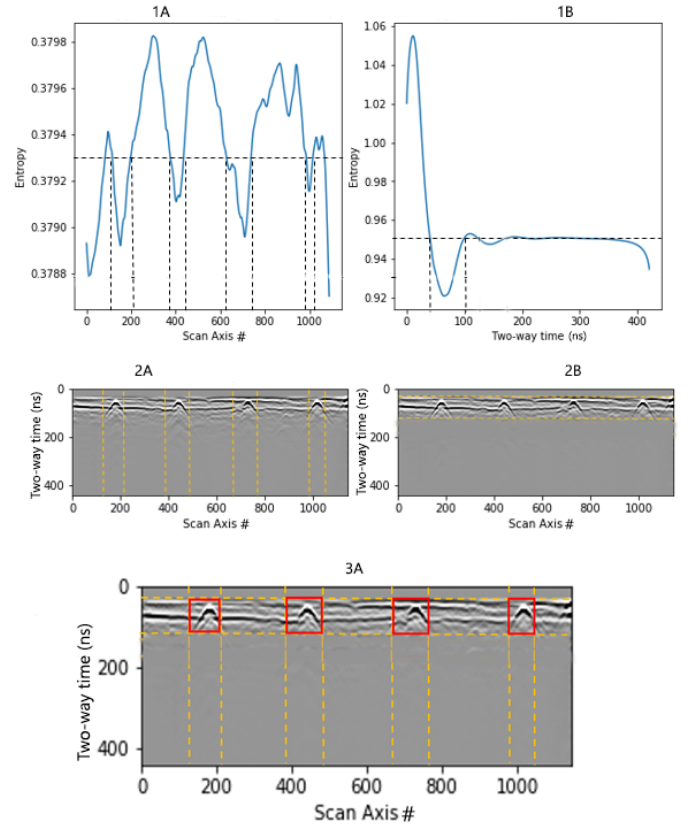 1A
1B
0.3798
0.3796
0.3794
0.3792
0.3790
0.3788
Entropy
0 200 400 600 800 1000
Scan Axis #
1.06
1.04
1.02
1.00
0.98
0.96
0.94
0.92
Entropy
0 100 200 300 400
Two-way time (ns)
2A
2B
0
200
400
Two-way time (ns)
0 200 400 600 800 1000
Scan Axis #
0
200
400
Two-way time (ns)
0 200 400 600 800 1000
Scan Axis #
3A
0
200
400
Two-way time (ns)
0 200 400 600 800 1000
Scan Axis #